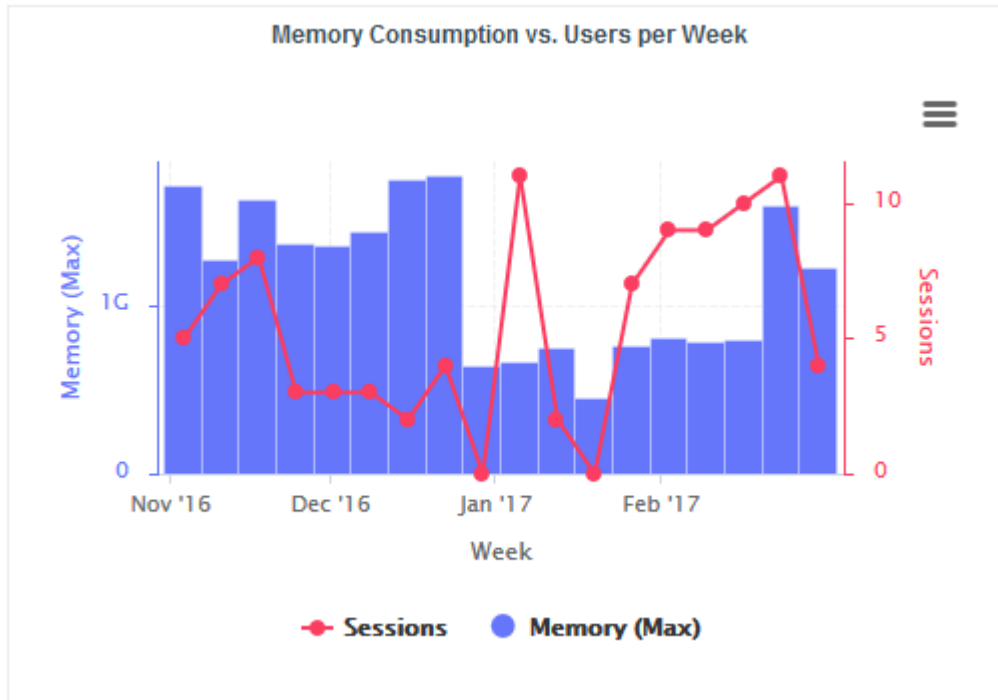 Memory Consumption vs. Users per Week
Memory (Max)
1G
0
Sessions
10
5
0
Nov '16
Dec '16
Jan '17
Feb '17
Week
Sessions
Memory (Max)